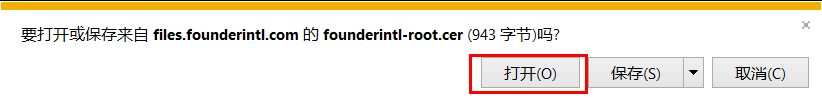 要打开或保存来自 files.founderintl.com 的 founderintl-root.cer (943 字节)吗?
打开(O) 保存(S) 取消(C)